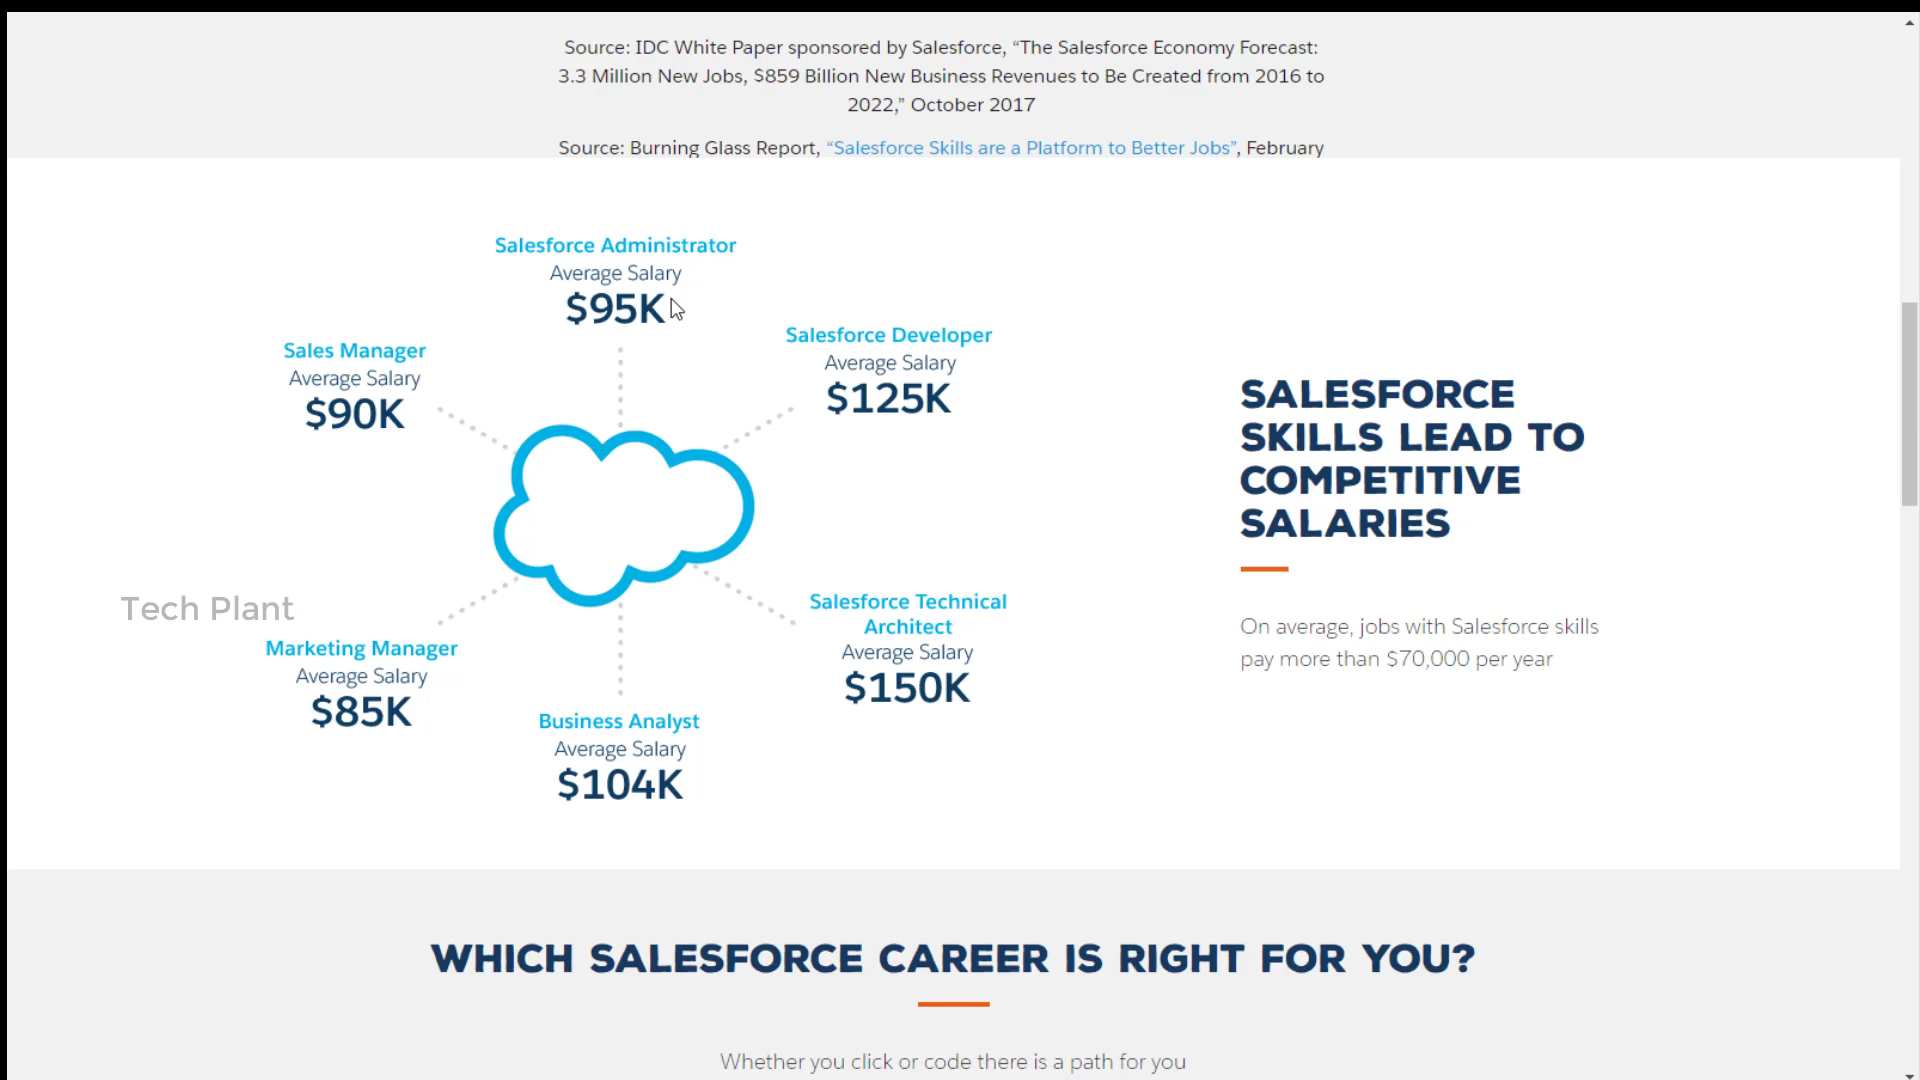 Source: IDC White Paper sponsored by Salesforce, “The Salesforce Economy Forecast:
3.3 Million New Jobs, $859 Billion New Business Revenues to Be Created from 2016 to
2022,” October 2017
Source: Burning Glass Report, “Salesforce Skills are a Platform to Better Jobs”, February
Salesforce Administrator
Average Salary
$95K
Salesforce Developer
Average Salary
$125K
Sales Manager
Average Salary
$90K
SALESFORCE
SKILLS LEAD TO
COMPETITIVE
SALARIES
On average, jobs with Salesforce skills
pay more than $70,000 per year
Tech Plant
Marketing Manager
Average Salary
$85K
Salesforce Technical
Architect
Average Salary
$150K
Business Analyst
Average Salary
$104K
WHICH SALESFORCE CAREER IS RIGHT FOR YOU?
Whether you click or code there is a path for you